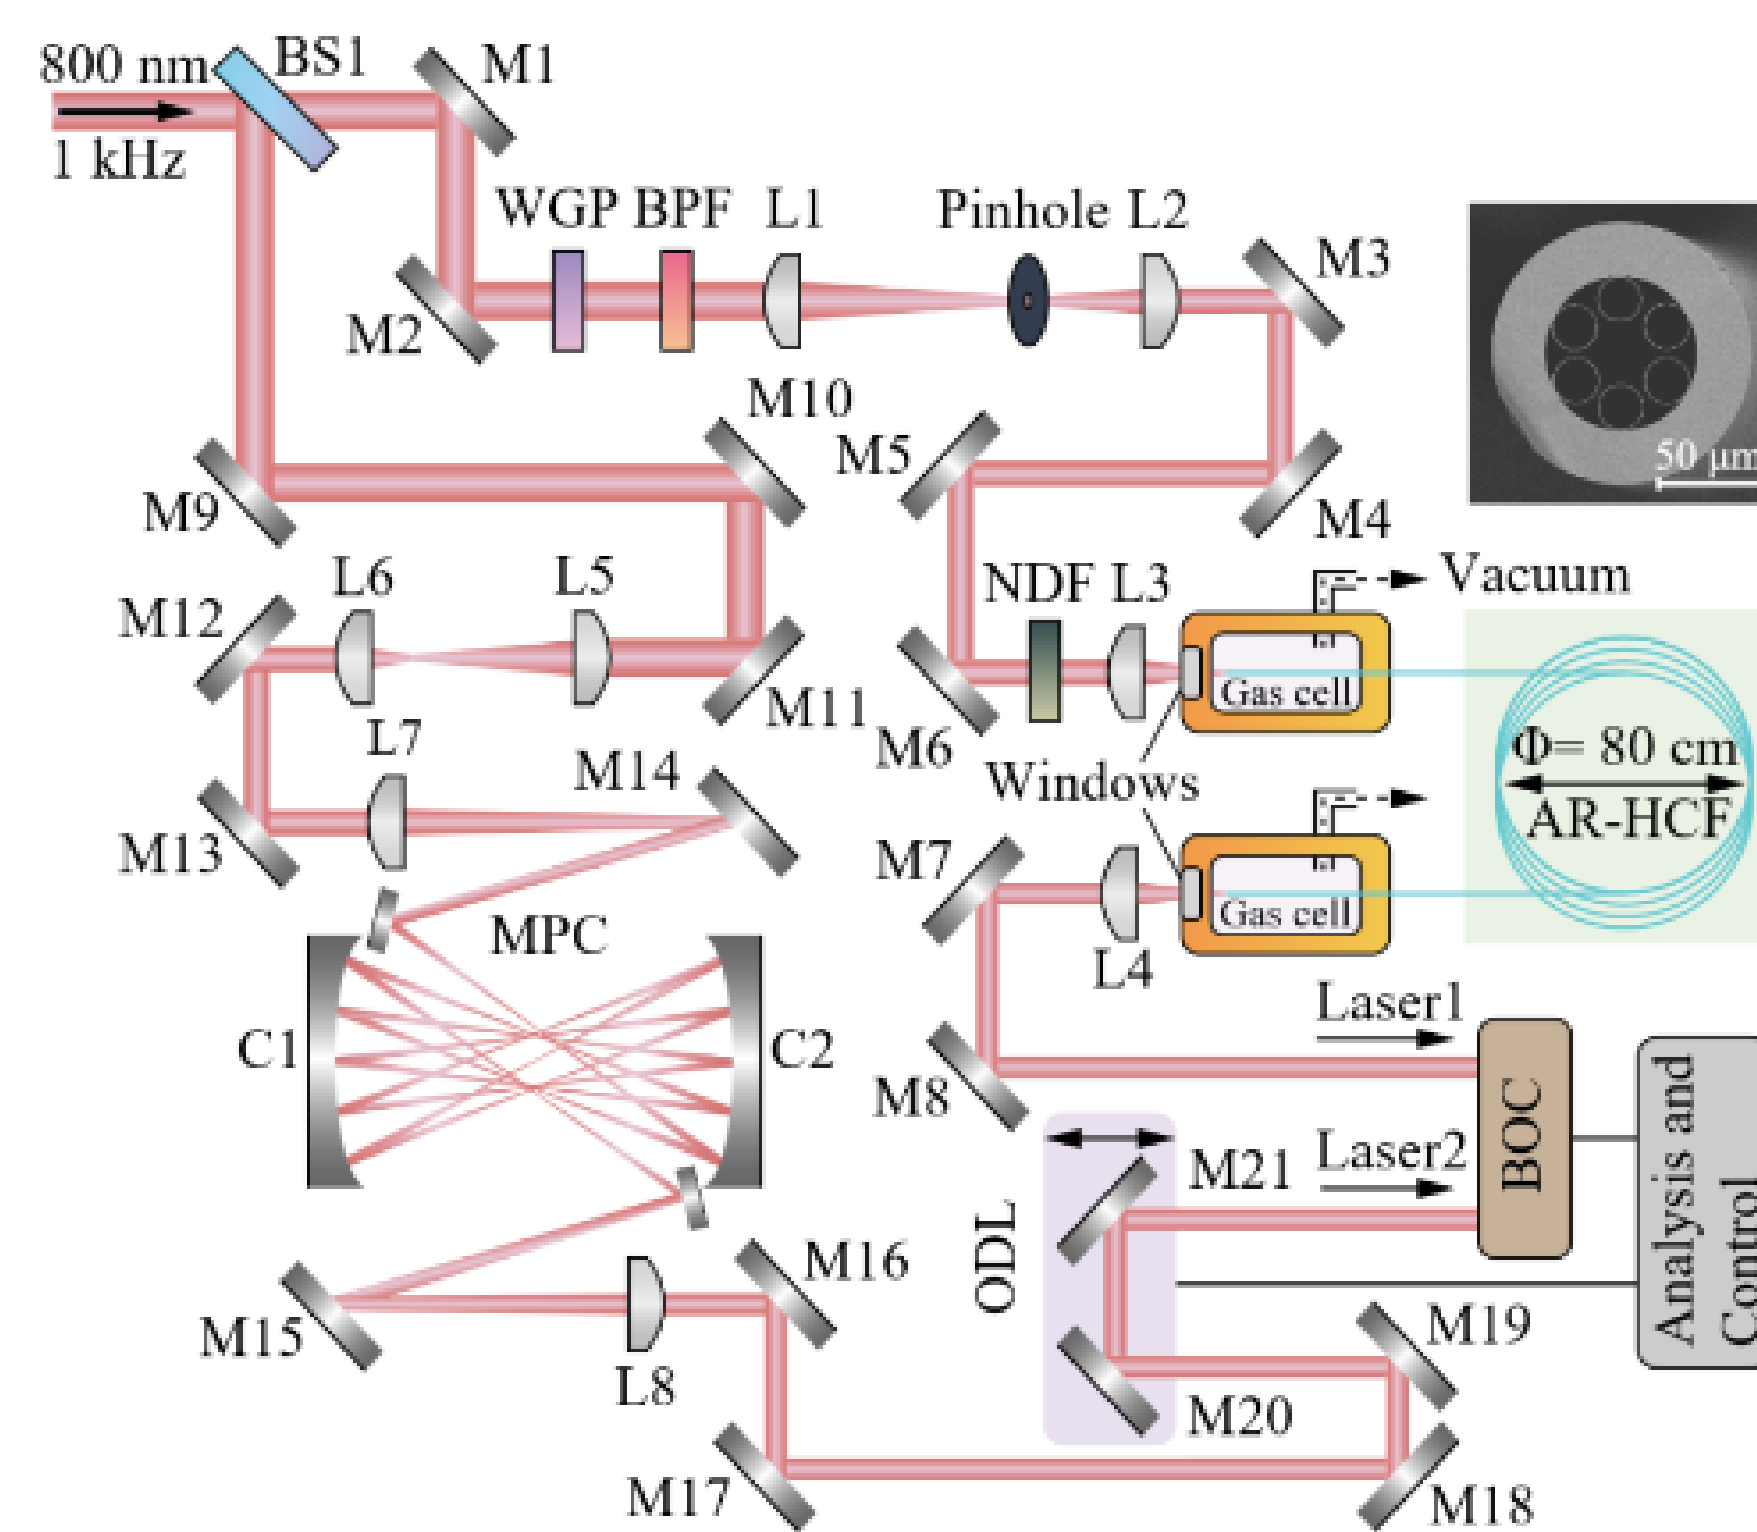 800 nm
BS1
M1
1 kHz
WGP
BPF
L1
Pinhole
L2
M3
M2
M10
M5
50 μm
M9
M4
L6
L5
NDF
L3
Vacuum
M12
Gas cell
M11
L7
M6
M14
Windows
Φ= 80 cm
AR-HCF
M13
M7
MPC
Gas cell
L4
C1
C2
Laser1
M8
BOC
Analysis and
Control
M21
Laser2
ODL
M16
M15
M19
L8
M20
M17
M18